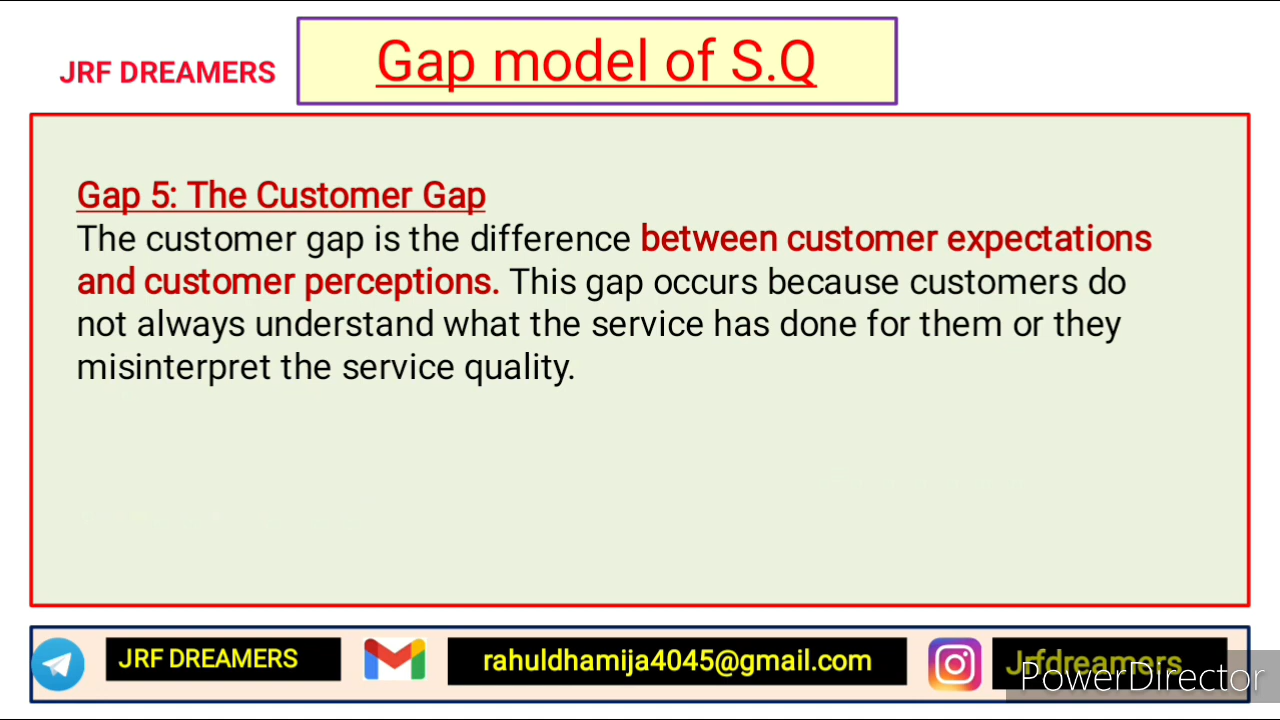 JRF DREAMERS
Gap model of S.Q
Gap 5: The Customer Gap
The customer gap is the difference between customer expectations
and customer perceptions. This gap occurs because customers do
not always understand what the service has done for them or they
misinterpret the service quality.
JRF DREAMERS
rahuldhamija4045@gmail.com
Jrfdreamers
PowerDirector